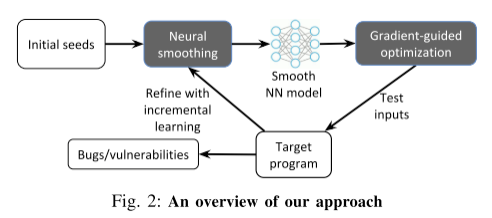 Initial seeds
Neural
smoothing
Smooth
NN model
Gradient-guided
optimization
Refine with
incremental
learning
Test
inputs
Bugs/vulnerabilities
Target
program
Fig. 2: An overview of our approach